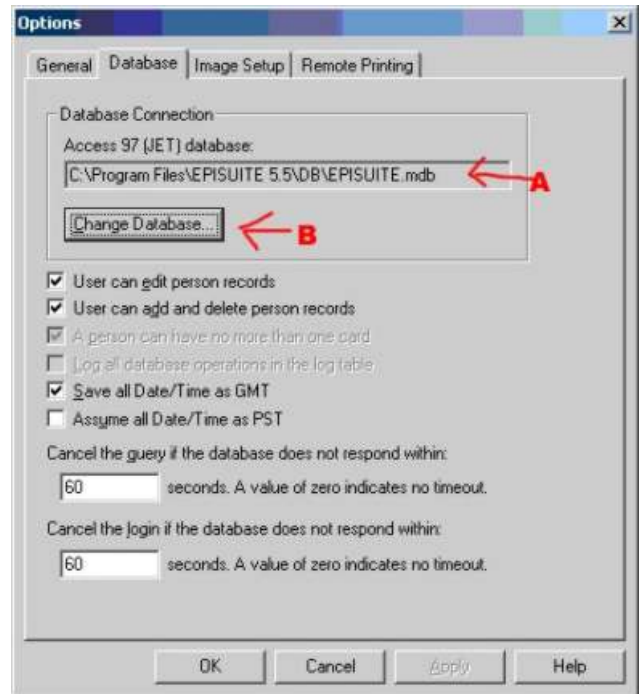 Options
General Database Image Setup Remote Printing
Database Connection
Access 97 (JET) database:
C:\Program Files\EPISUITE 5.5\DB\EPISUITE.mdb A
Change Database... B
User can edit person records
User can add and delete person records
A person can have no more than one card
Log all database operations in the log table
Save all Date/Time as GMT
Assume all Date/Time as PST
Cancel the query if the database does not respond within:
60 seconds. A value of zero indicates no timeout.
Cancel the login if the database does not respond within:
60 seconds. A value of zero indicates no timeout.
OK Cancel Apply Help